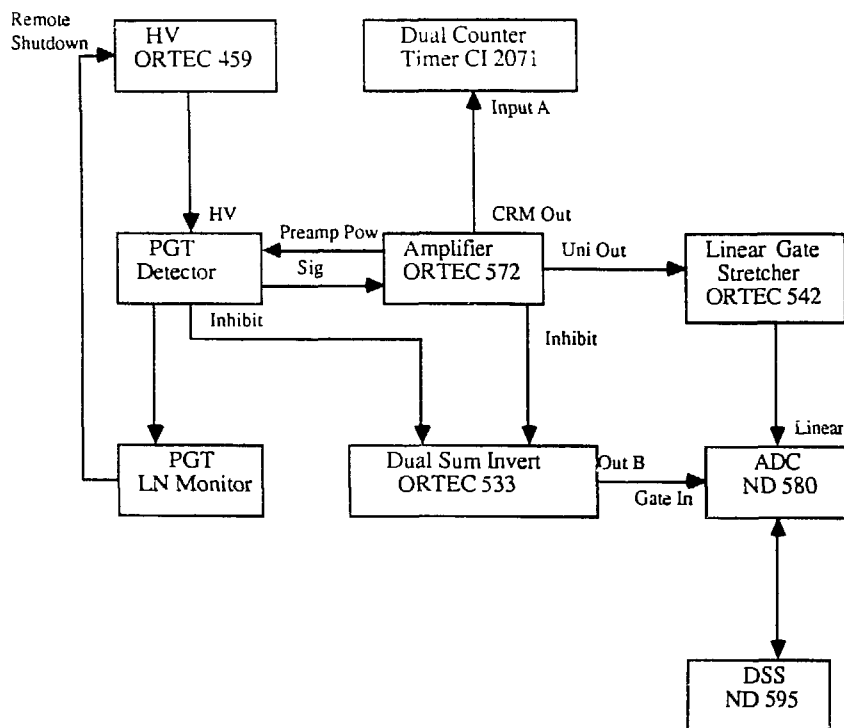 Remote
Shutdown
HV
ORTEC 459
Dual Counter
Timer CI 2071
Input A
HV
CRM Out
PGT
Detector
Preamp Pow
Sig
Amplifier
ORTEC 572
Uni Out
Linear Gate
Stretcher
ORTEC 542
Inhibit
Inhibit
Linear
PGT
LN Monitor
Dual Sum Invert
ORTEC 533
Out B
Gate In
ADC
ND 580
DSS
ND 595